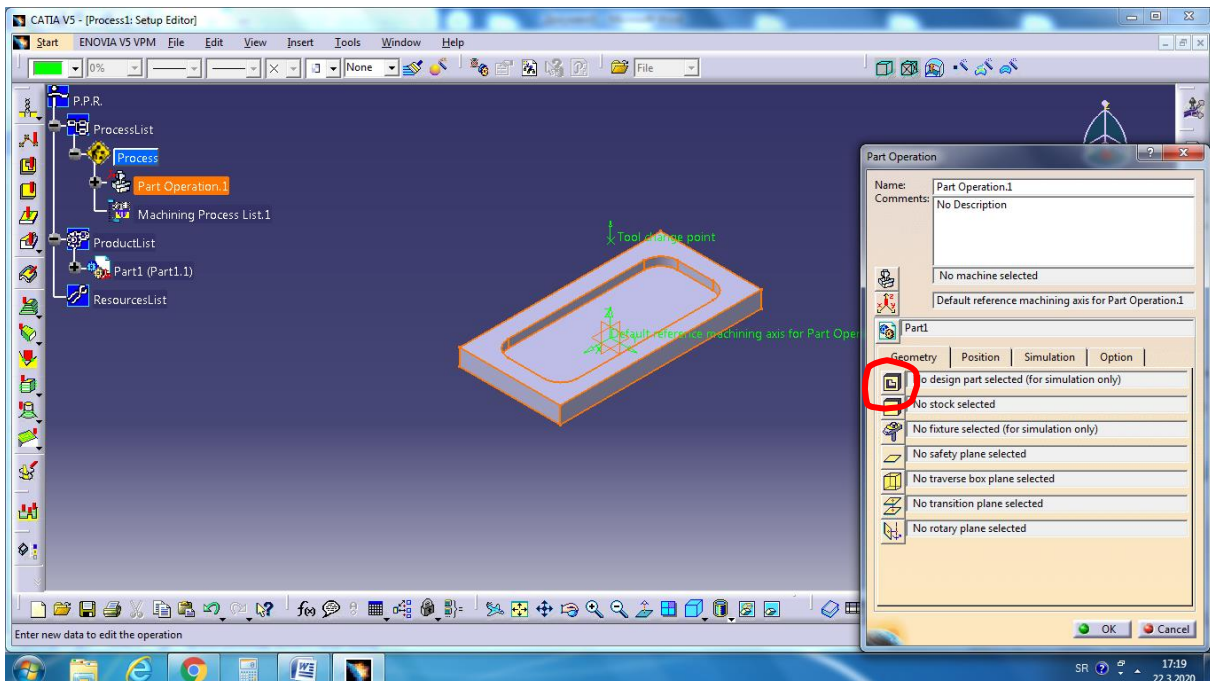 CATIA V5 - [Process1: Setup Editor]
Start ENOVIA V5 VPM File Edit View Insert Tools Window Help
0% None File
P.P.R.
ProcessList
Process
Part Operation.1
Machining Process List.1
ProductList
Part1 (Part1.1)
ResourcesList
Tool change point
Default reference machining axis for Part Oper
Part Operation
Name: Part Operation.1
Comments: No Description
No machine selected
Default reference machining axis for Part Operation.1
Part1
Geometry Position Simulation Option
No design part selected (for simulation only)
No stock selected
No fixture selected (for simulation only)
No safety plane selected
No traverse box plane selected
No transition plane selected
No rotary plane selected
OK Cancel
Enter new data to edit the operation
SR 17:19
22.3.2020